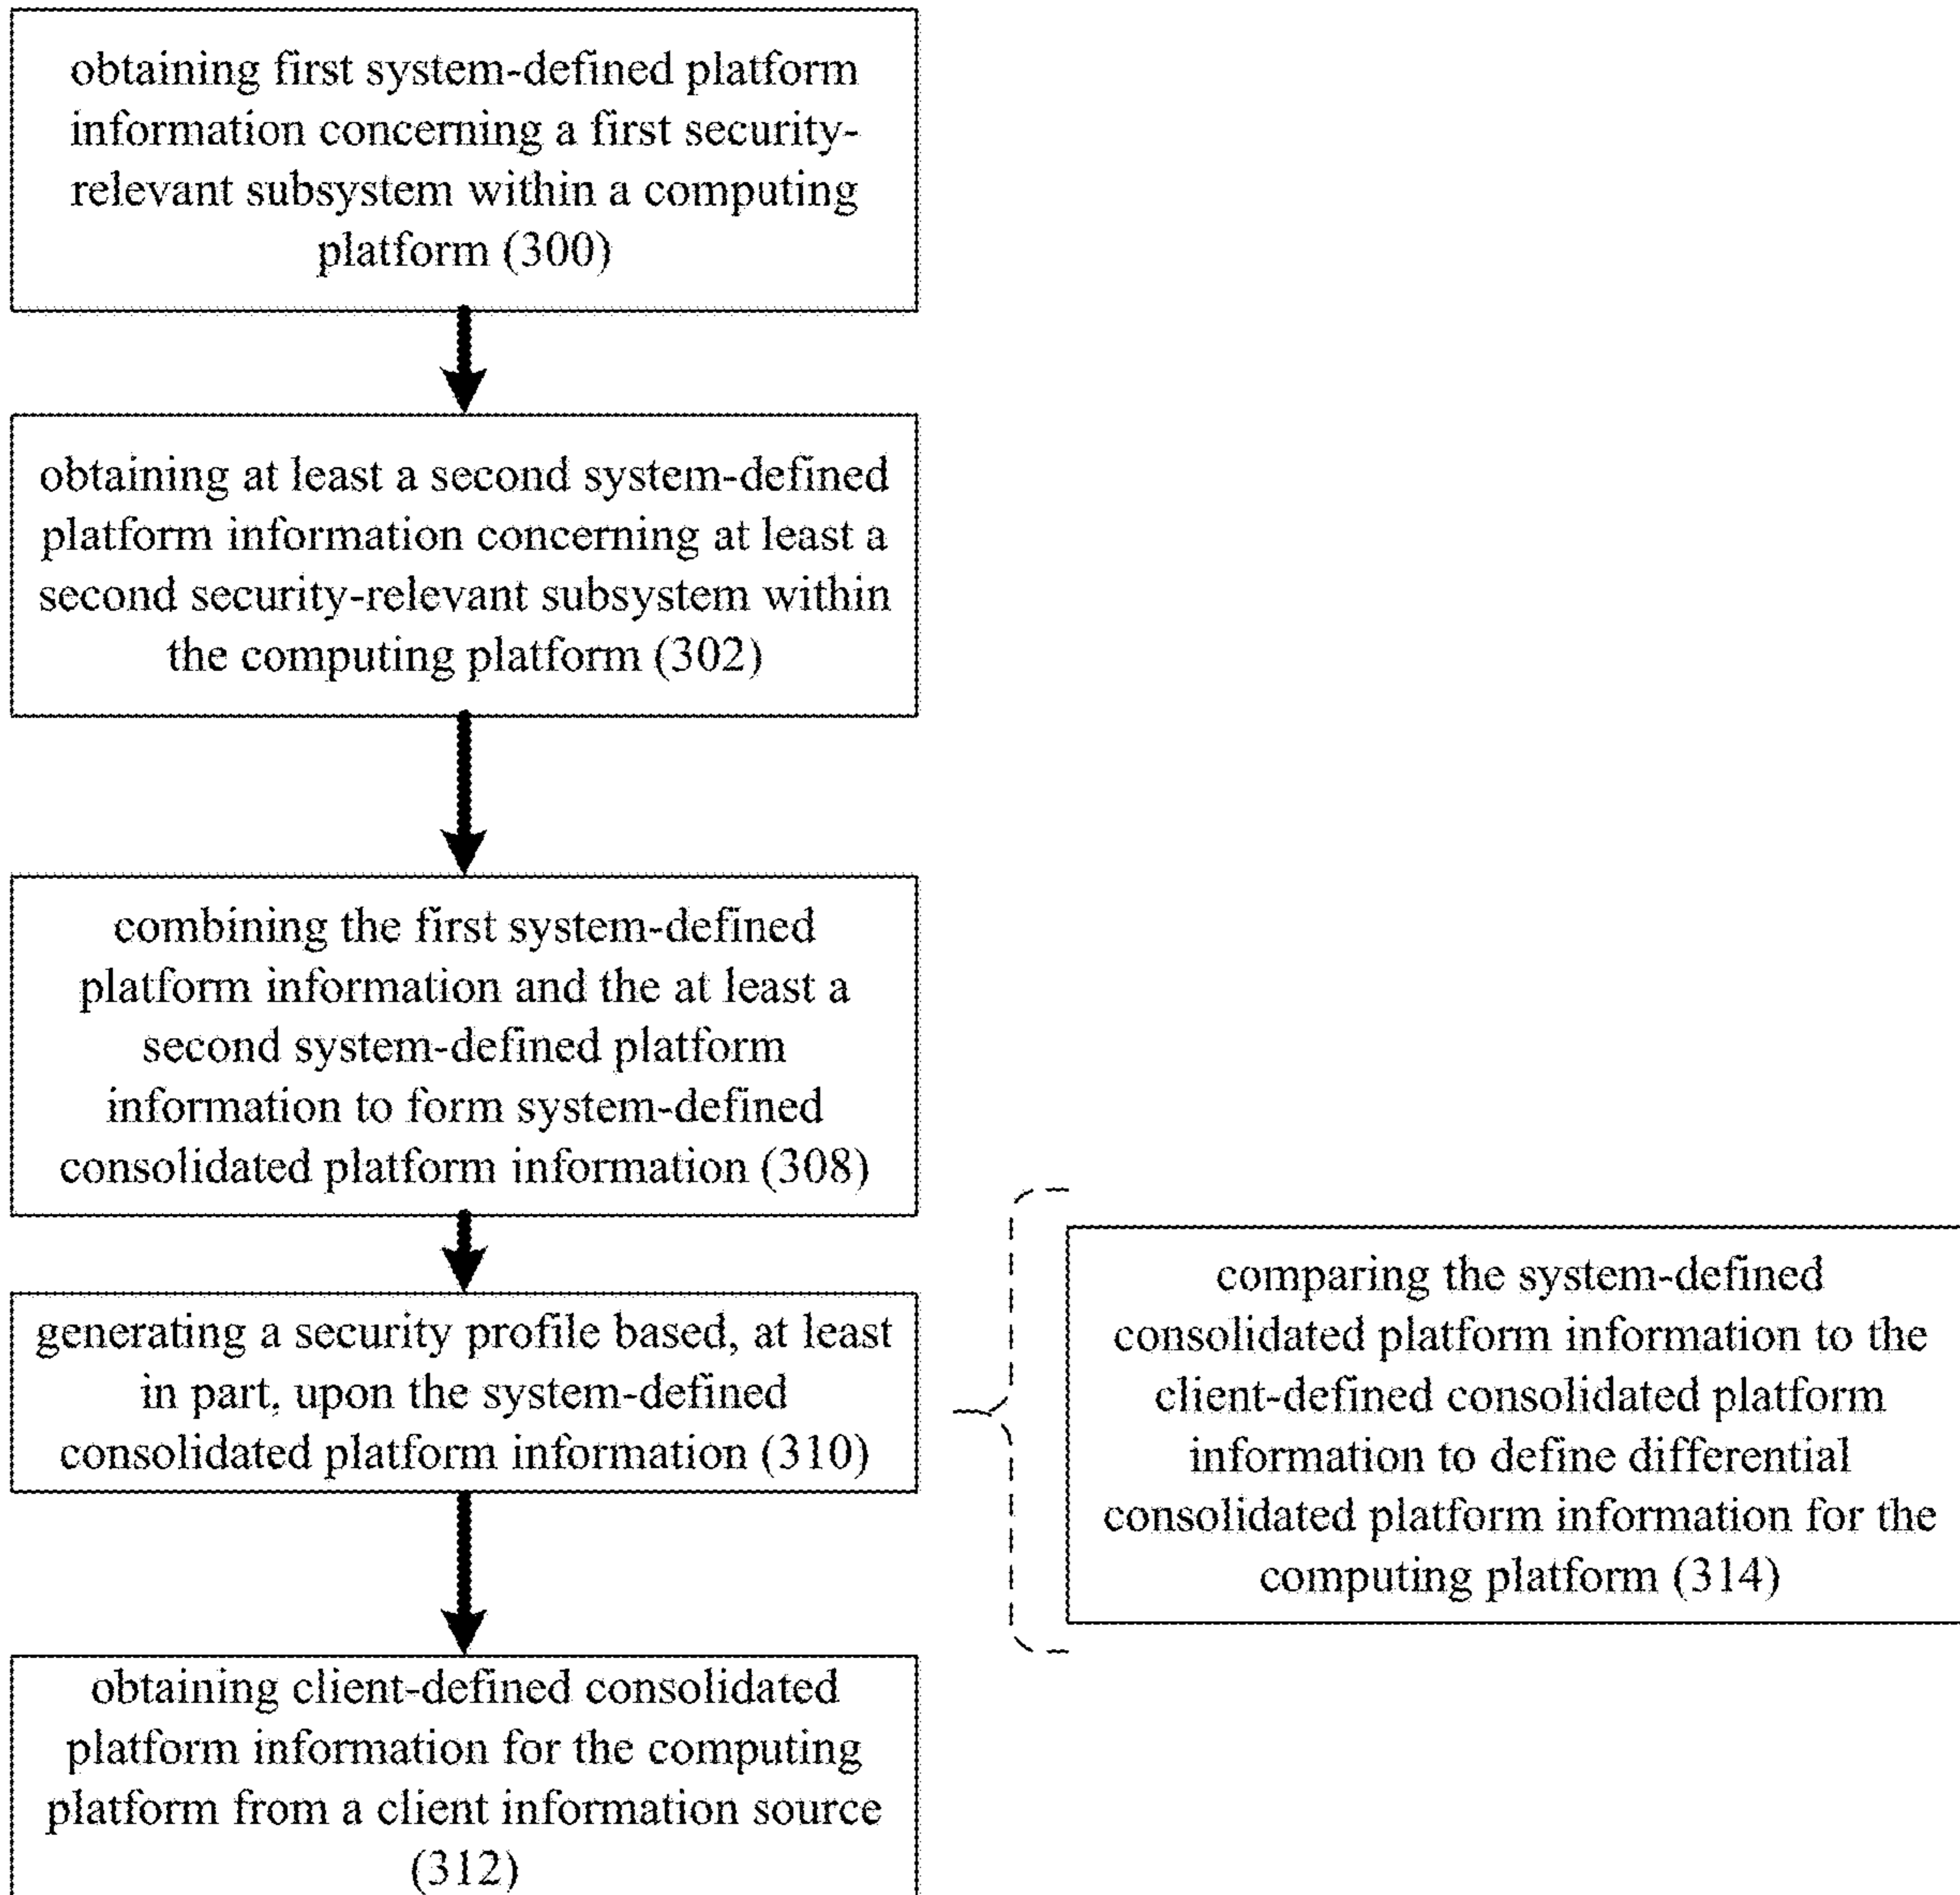 obtaining first system-defined platform
information concerning a first security-
relevant subsystem within a computing
platform (300)
obtaining at least a second system-defined
platform information concerning at least a
second security-relevant subsystem within
the computing platform (302)
combining the first system-defined
platform information and the at least a
second system-defined platform
information to form system-defined
consolidated platform information (308)
generating a security profile based, at least
in part, upon the system-defined
consolidated platform information (310)
comparing the system-defined
consolidated platform information to the
client-defined consolidated platform
information to define differential
consolidated platform information for the
computing platform (314)
obtaining client-defined consolidated
platform information for the computing
platform from a client information source
(312)